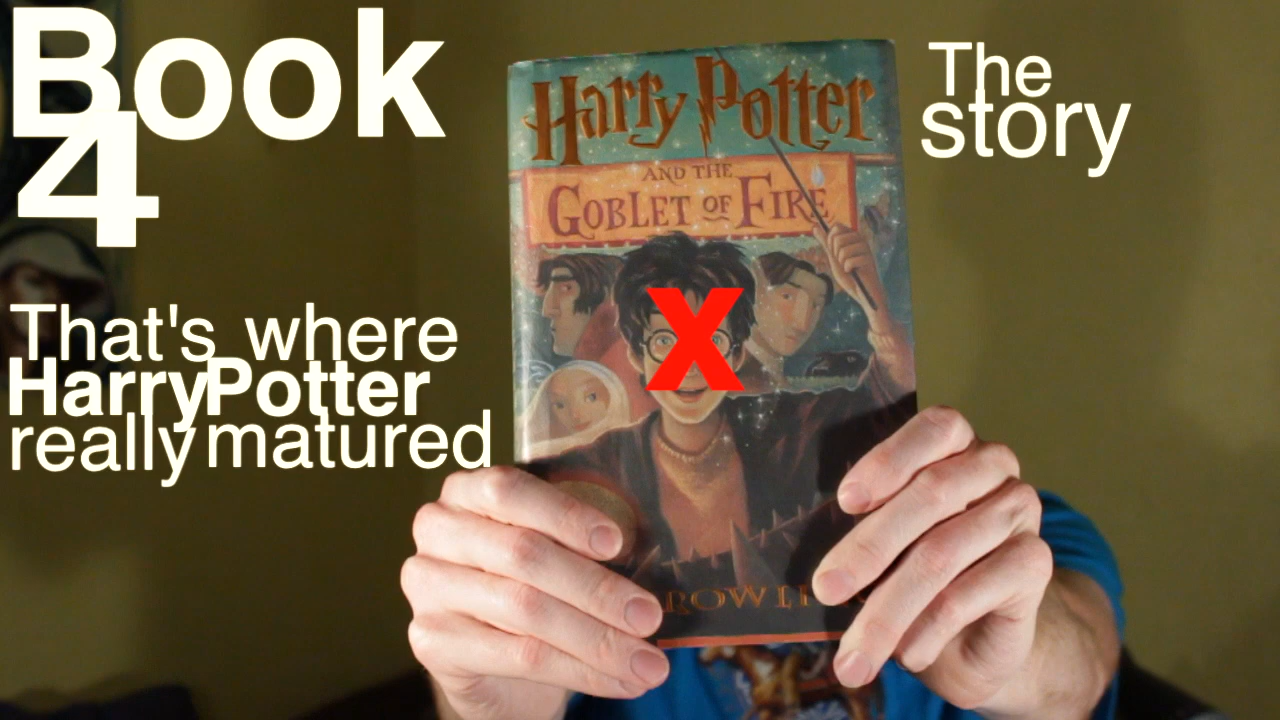 Book
4
That's where
HarryPotter
really matured
Harry Potter
AND THE
GOBLET OF FIRE
X
The
story